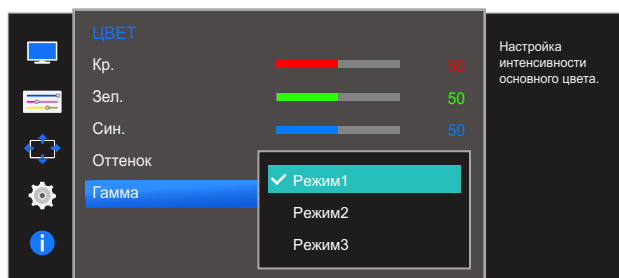 ЦВЕТ
Кр. 50
Зел. 50
Син. 50
Оттенок
Гамма
Режим1
Режим2
Режим3
Настройка
интенсивности
основного цвета.